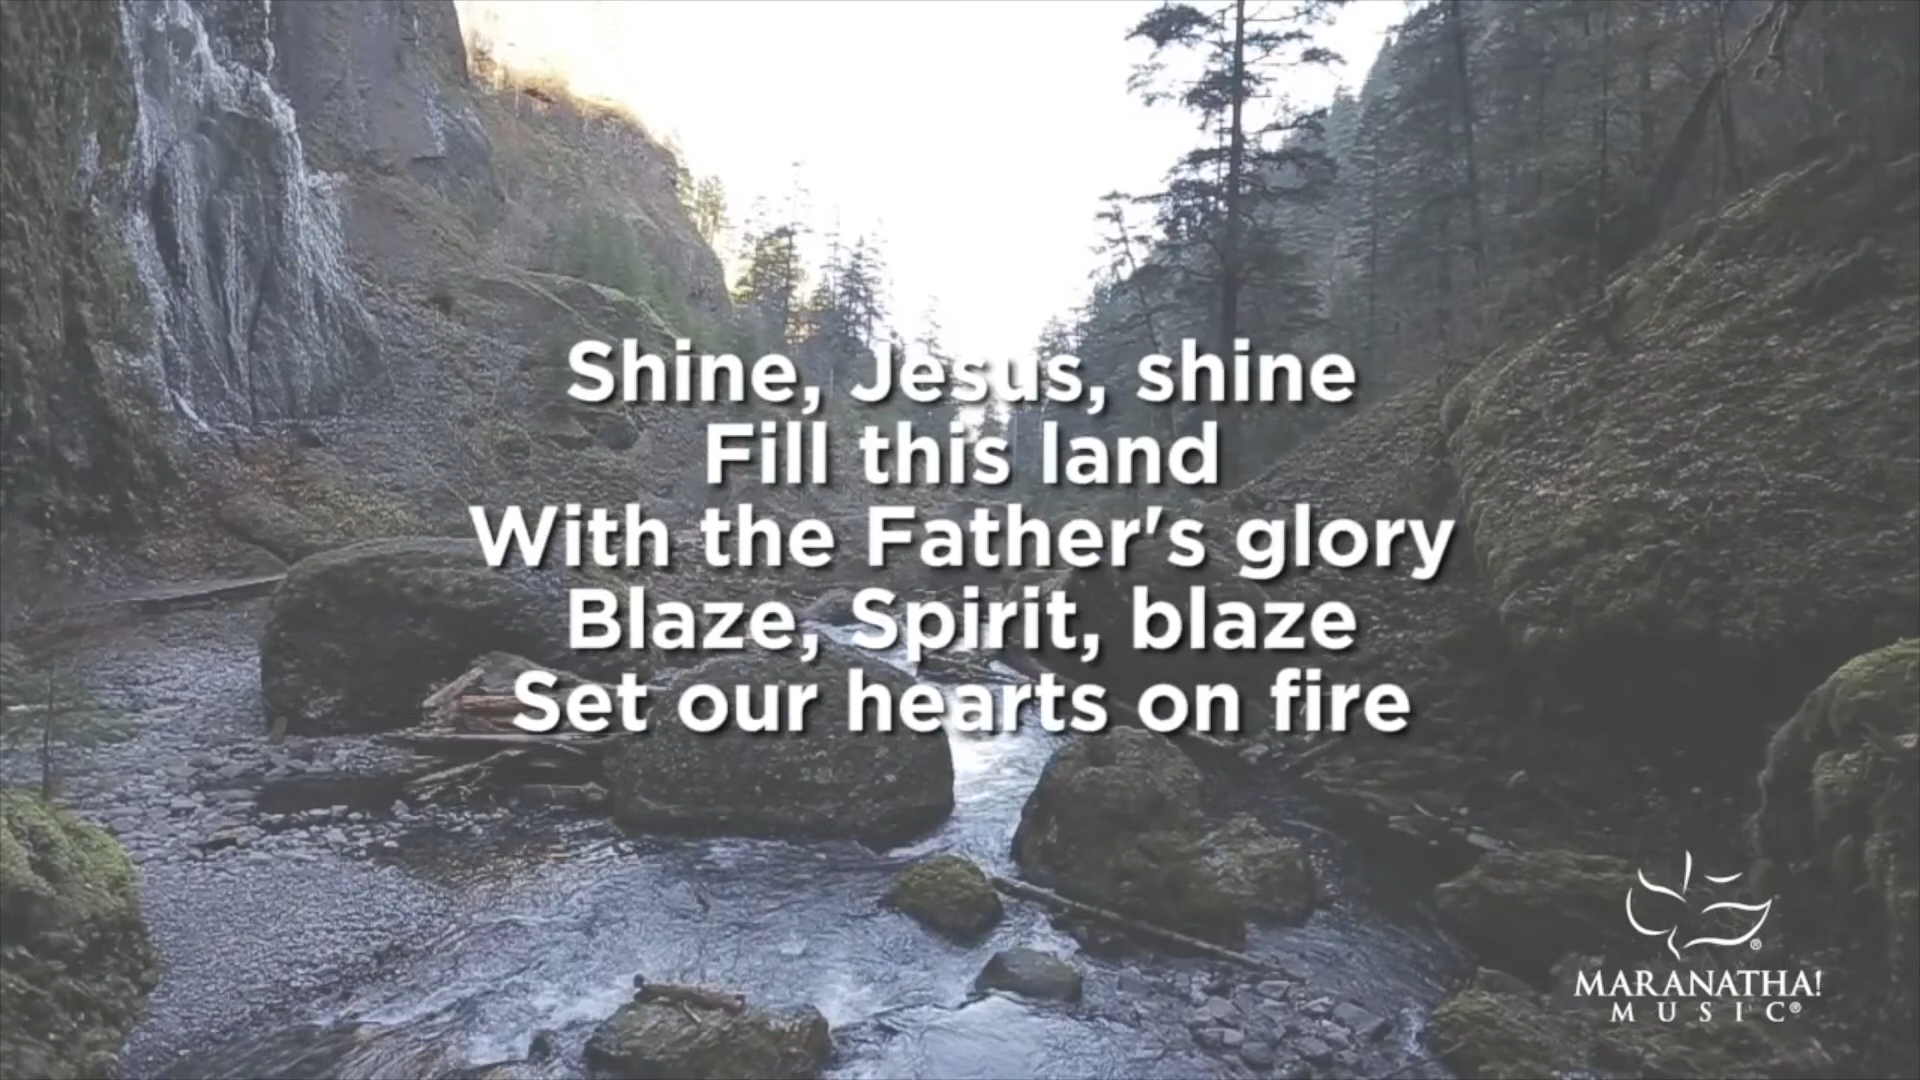 Shine, Jesus, shine
Fill this land
With the Father's glory
Blaze, Spirit, blaze
Set our hearts on fire
MARANATHA!
MUSIC®